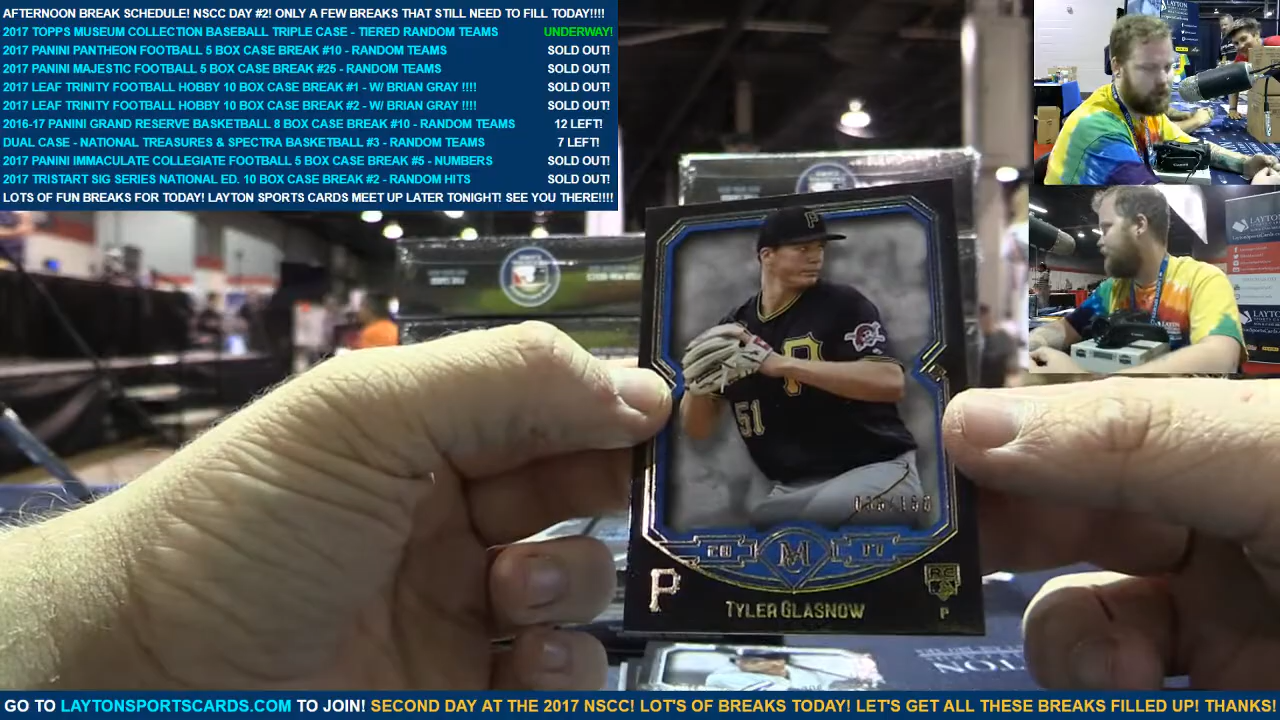 AFTERNOON BREAK SCHEDULE! NSCC DAY #2! ONLY A FEW BREAKS THAT STILL NEED TO FILL TODAY!!!!
2017 TOPPS MUSEUM COLLECTION BASEBALL TRIPLE CASE - TIERED RANDOM TEAMS UNDERWAY!
2017 PANINI PANTHEON FOOTBALL 5 BOX CASE BREAK #10 - RANDOM TEAMS SOLD OUT!
2017 PANINI MAJESTIC FOOTBALL 5 BOX CASE BREAK #25 - RANDOM TEAMS SOLD OUT!
2017 LEAF TRINITY FOOTBALL HOBBY 10 BOX CASE BREAK #1 - W/ BRIAN GRAY !!!! SOLD OUT!
2017 LEAF TRINITY FOOTBALL HOBBY 10 BOX CASE BREAK #2 - W/ BRIAN GRAY !!!! SOLD OUT!
2016-17 PANINI GRAND RESERVE BASKETBALL 8 BOX CASE BREAK #10 - RANDOM TEAMS 12 LEFT!
DUAL CASE - NATIONAL TREASURES & SPECTRA BASKETBALL #3 - RANDOM TEAMS 7 LEFT!
2017 PANINI IMMACULATE COLLEGIATE FOOTBALL 5 BOX CASE BREAK #5 - NUMBERS SOLD OUT!
2017 TRISTART SIG SERIES NATIONAL ED. 10 BOX CASE BREAK #2 - RANDOM HITS SOLD OUT!
LOTS OF FUN BREAKS FOR TODAY! LAYTON SPORTS CARDS MEET UP LATER TONIGHT! SEE YOU THERE!!!!
P
P
51
20 M 17
P
RC
TYLER GLASNOW
P
GO TO LAYTONSPORTSCARDS.COM TO JOIN! SECOND DAY AT THE 2017 NSCC! LOT'S OF BREAKS TODAY! LET'S GET ALL THESE BREAKS FILLED UP! THANKS!